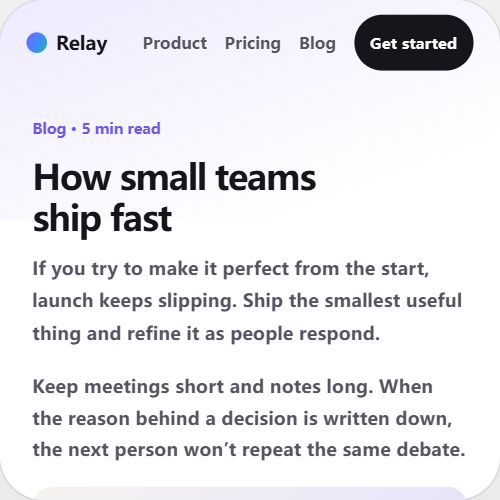 Relay Product Pricing Blog Get started
Blog • 5 min read
How small teams
ship fast
If you try to make it perfect from the start,
launch keeps slipping. Ship the smallest useful
thing and refine it as people respond.
Keep meetings short and notes long. When
the reason behind a decision is written down,
the next person won’t repeat the same debate.